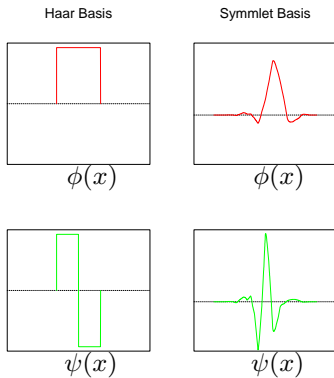 Haar Basis Symmlet Basis
ϕ(x) ϕ(x)
ψ(x) ψ(x)